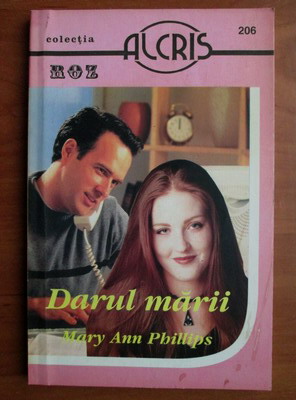 colecția
ALCRIS
206
ROZ
Darul mării
Mary Ann Phillips